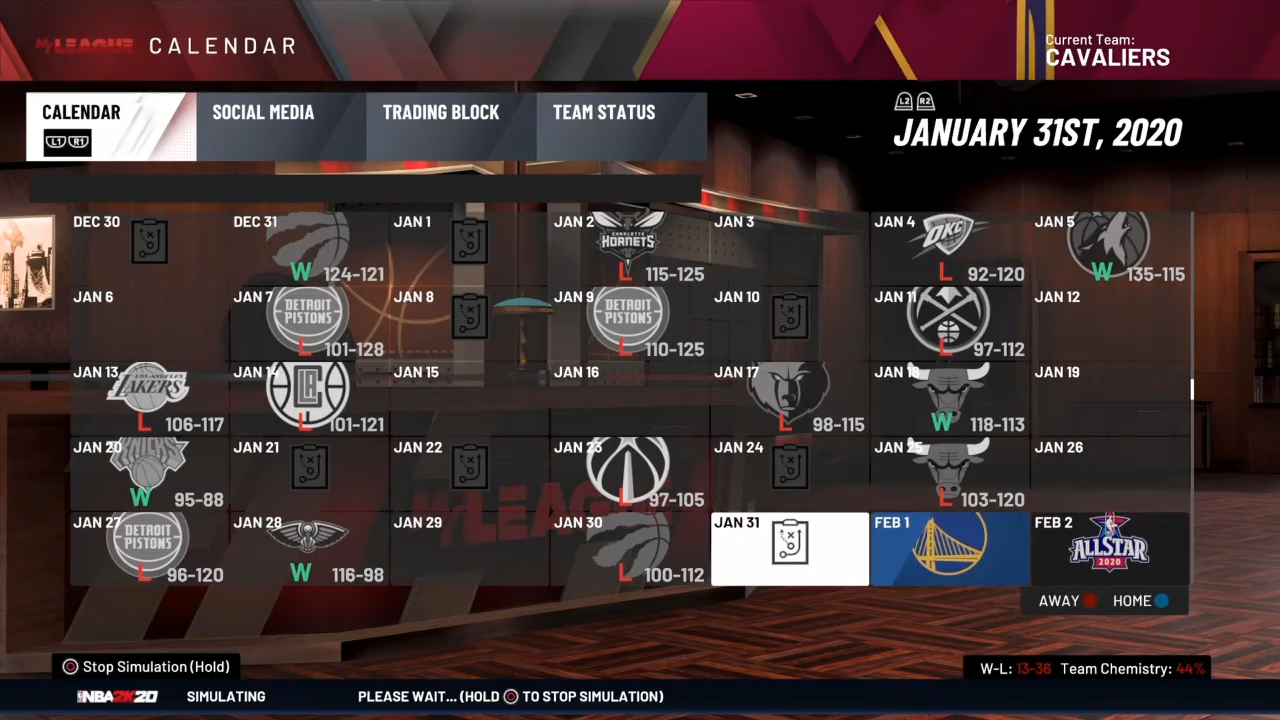 MyLEAGUE CALENDAR
Current Team:
CAVALIERS
CALENDAR SOCIAL MEDIA TRADING BLOCK TEAM STATUS
L1 R1
L2 R2
JANUARY 31ST, 2020
DEC 30 DEC 31 JAN 1 JAN 2 JAN 3 JAN 4 JAN 5
CHARLOTTE
HORNETS
OKC
W 124-121 L 115-125 L 92-120 W 135-115
JAN 6 JAN 7 JAN 8 JAN 9 JAN 10 JAN 11 JAN 12
DETROIT
PISTONS
DETROIT
PISTONS
L 101-128 L 110-125 L 97-112
JAN 13 JAN 14 JAN 15 JAN 16 JAN 17 JAN 18 JAN 19
LOS ANGELES
LAKERS
LAC
L 106-117 L 101-121 L 98-115 W 118-113
JAN 20 JAN 21 JAN 22 JAN 23 JAN 24 JAN 25 JAN 26
W 95-88 L 97-105 L 103-120
MyLEAGUE
JAN 27 JAN 28 JAN 29 JAN 30 JAN 31 FEB 1 FEB 2
DETROIT
PISTONS
ALLSTAR
2020
L 96-120 W 116-98 L 100-112
AWAY HOME
Stop Simulation (Hold)
W-L: 13-36 Team Chemistry: 44%
NBA2K20 SIMULATING PLEASE WAIT... (HOLD TO STOP SIMULATION)